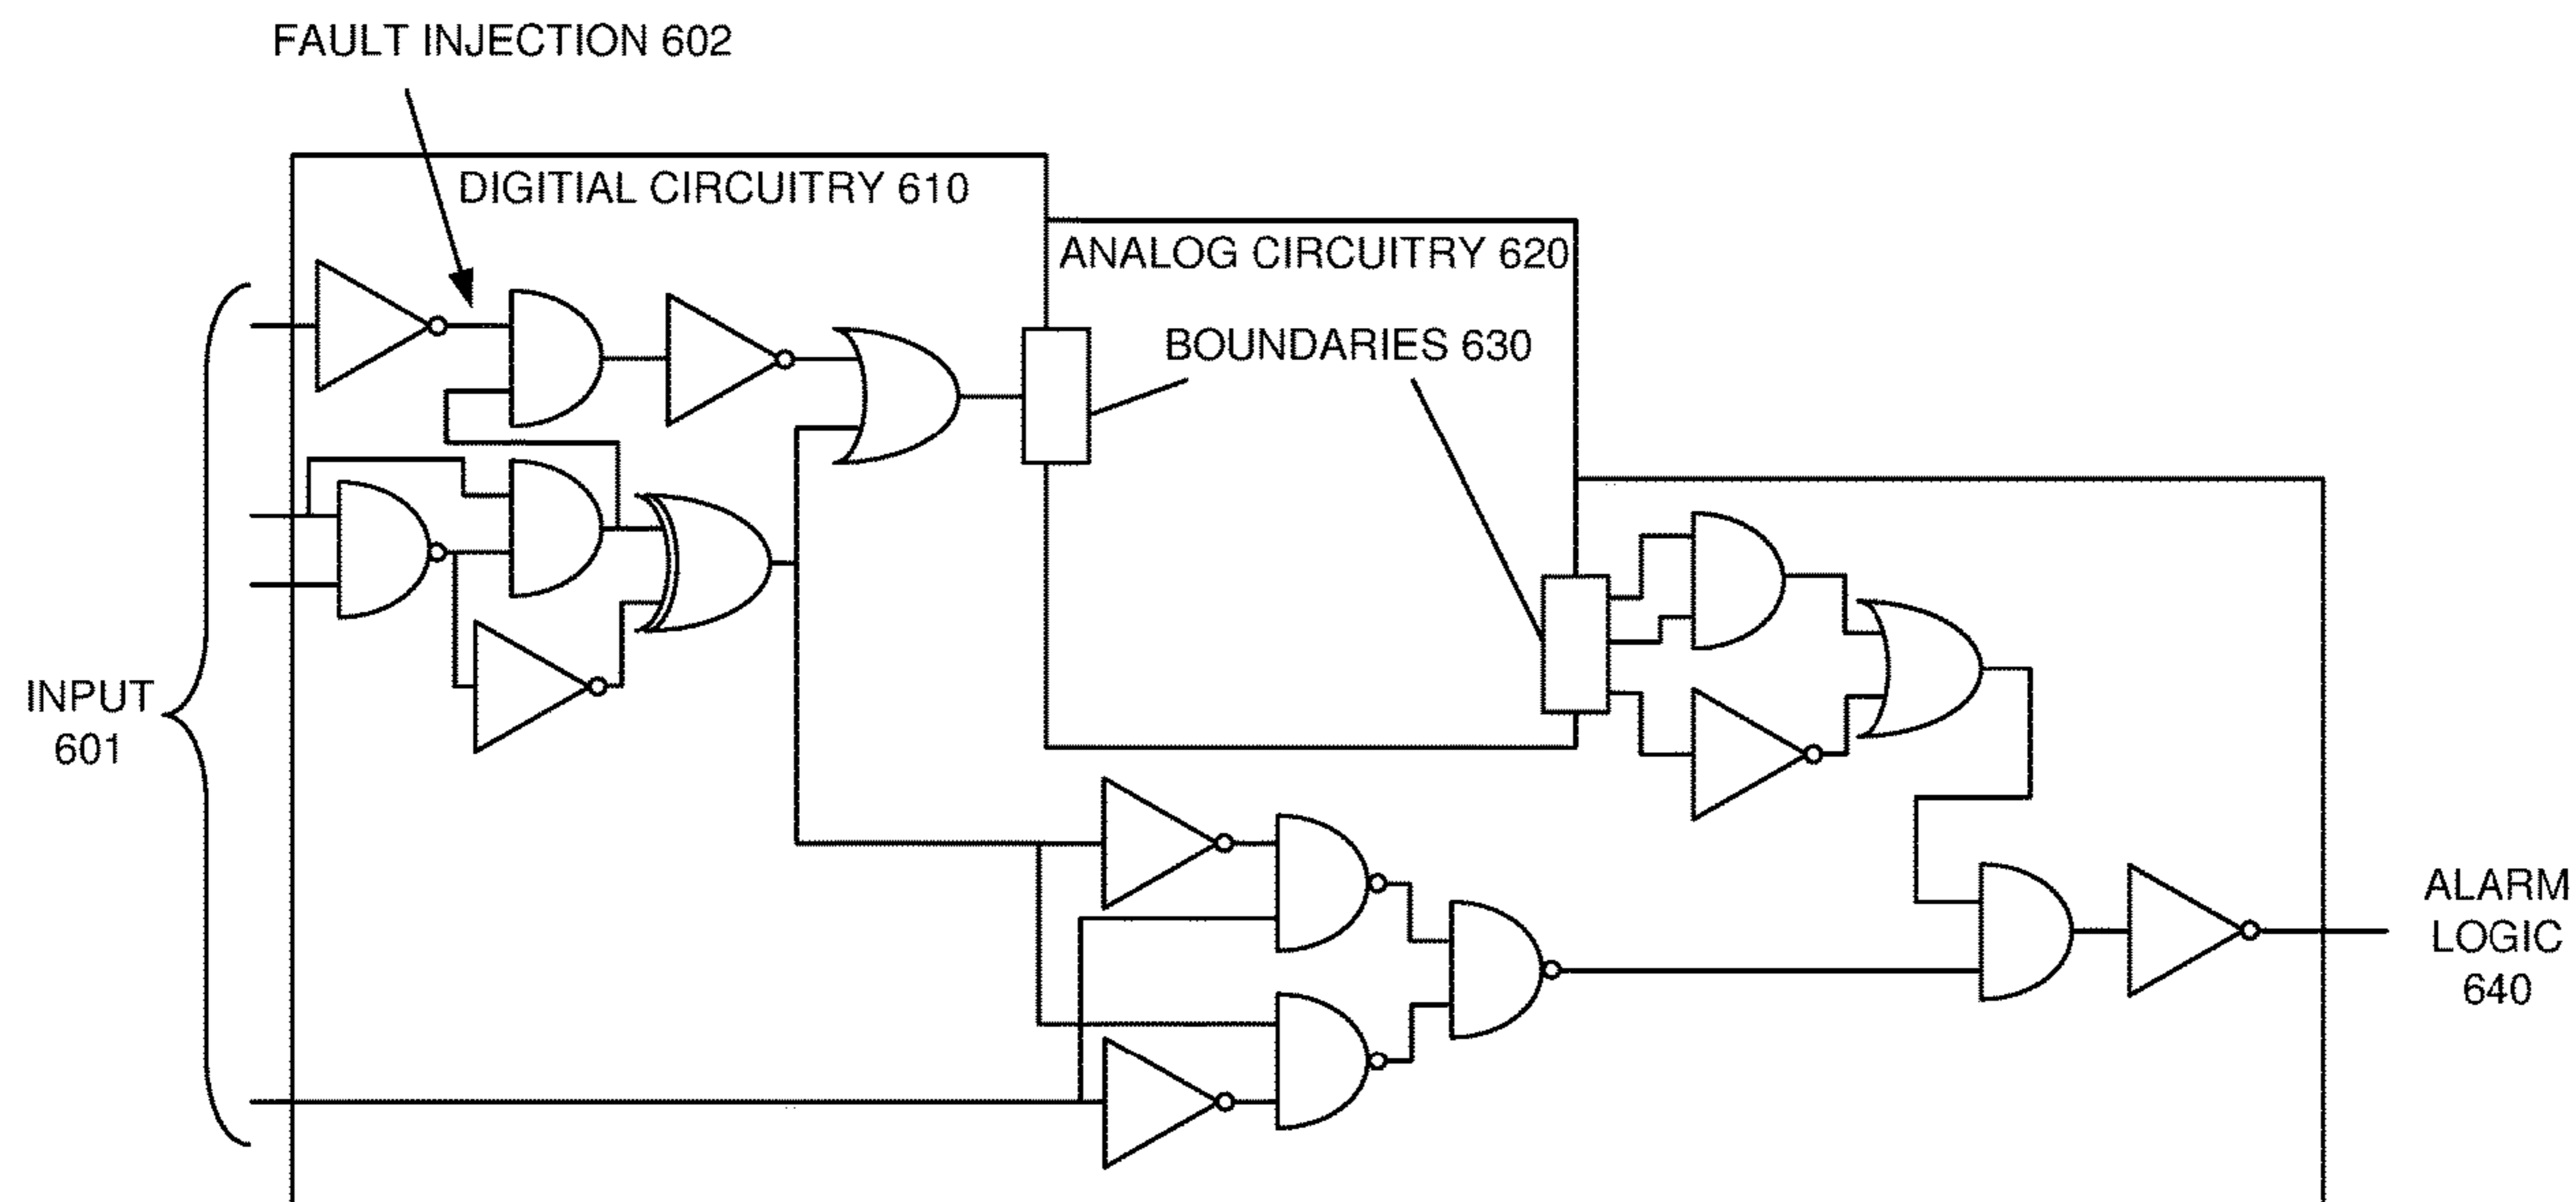 FAULT INJECTION 602
DIGITIAL CIRCUITRY 610
ANALOG CIRCUITRY 620
BOUNDARIES 630
INPUT
601
ALARM
LOGIC
640